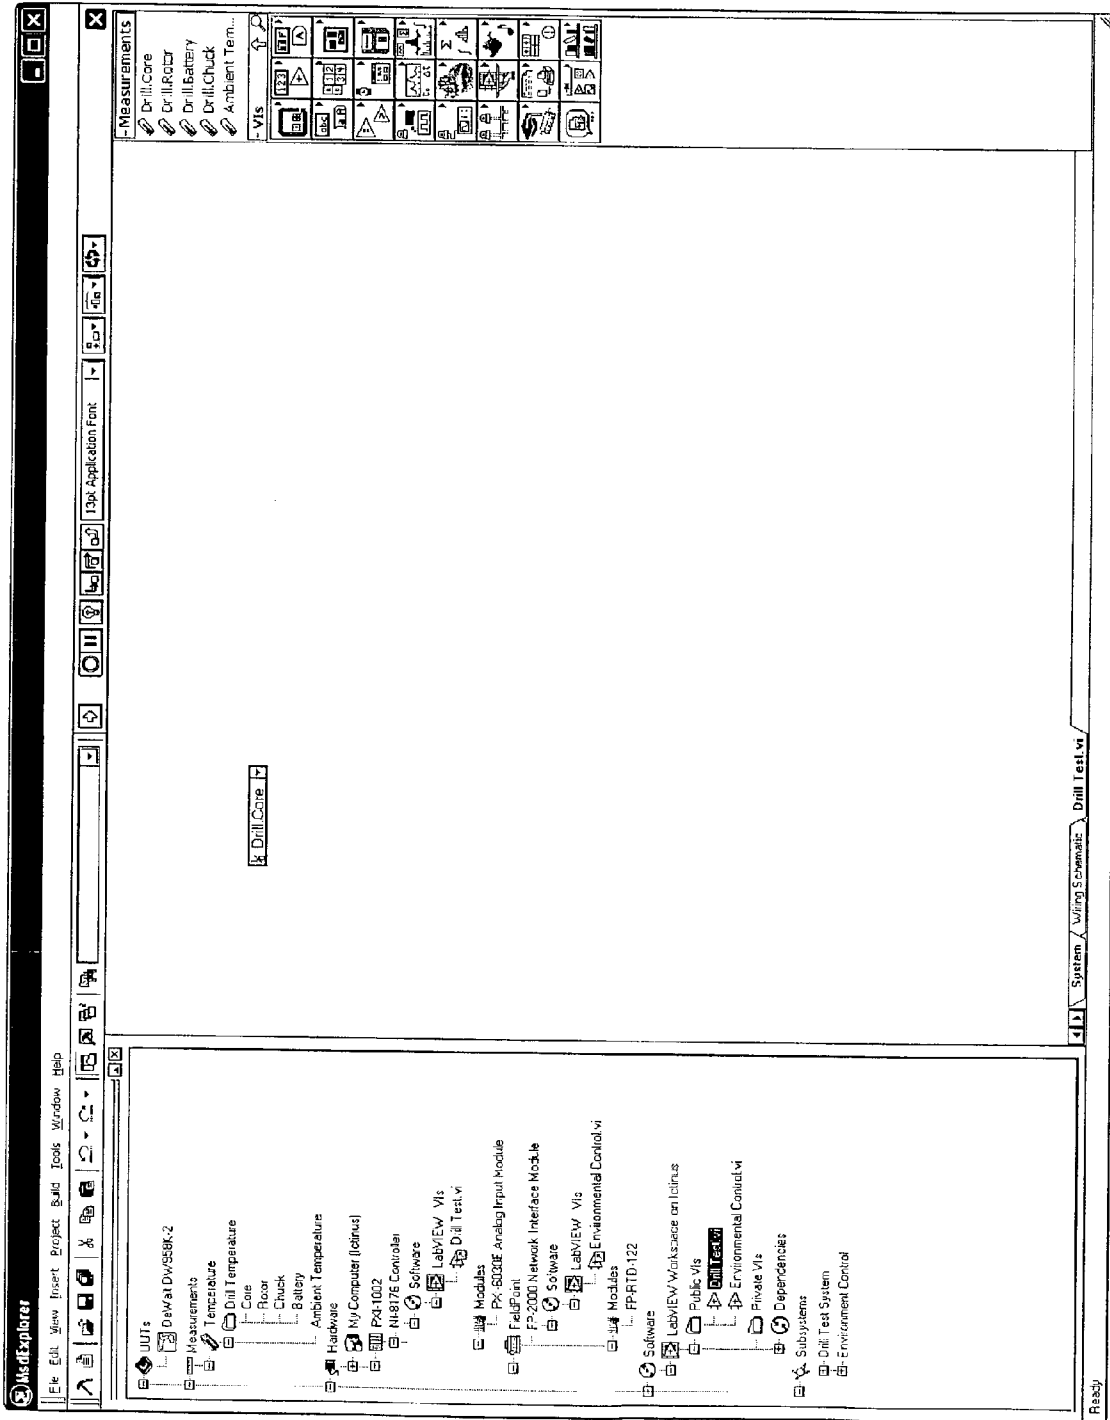 MsdExplorer
File Edit View Insert Project Build Tools Window Help
13pt Application Font
UUTs
DeWalt DW958K-2
Measurements
Temperature
Drill Temperature
Core
Rotor
Chuck
Battery
Ambient Temperature
Hardware
My Computer (Ictinus)
PXI-1002
NI-8176 Controller
Software
LabVIEW VIs
Drill Test.vi
Modules
PX -6030E Analog Input Module
FieldPoint
FP-2000 Network Interface Module
Software
LabVIEW VIs
Environmental Control.vi
Modules
FP-RTD-122
Software
LabVIEW Workspace on Ictinus
Public VIs
Drill Test.vi
Environmental Control.vi
Private VIs
Dependencies
Subsystems
Drill Test System
Environment Control
Drill.Core
-Measurements
Drill.Core
Drill.Rotor
Drill.Battery
Drill.Chuck
Ambient Tem...
-VIs
System
Wiring Schematic
Drill Test.vi
Ready